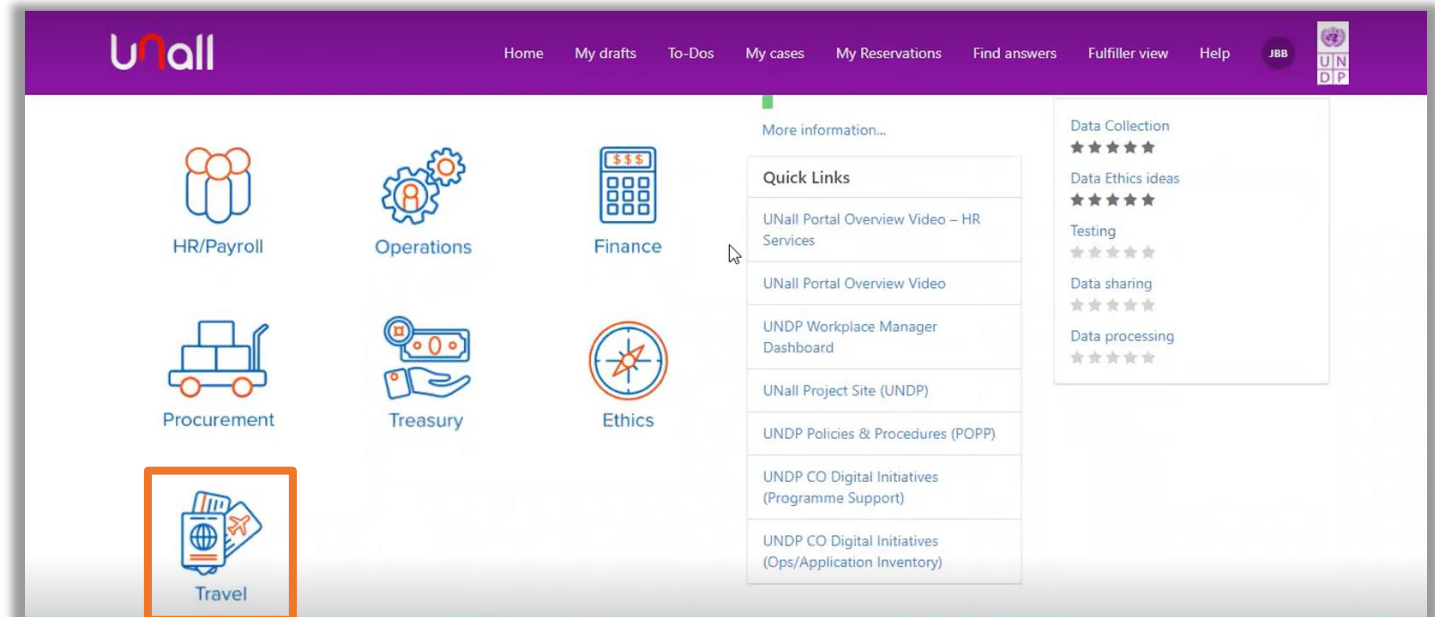 UNall
Home My drafts To-Dos My cases My Reservations Find answers Fulfiller view Help JBB
UN
DP
HR/Payroll
Operations
$$$
Finance
Procurement
Treasury
Ethics
Travel
More information...
Quick Links
UNall Portal Overview Video – HR
Services
UNall Portal Overview Video
UNDP Workplace Manager
Dashboard
UNall Project Site (UNDP)
UNDP Policies & Procedures (POPP)
UNDP CO Digital Initiatives
(Programme Support)
UNDP CO Digital Initiatives
(Ops/Application Inventory)
Data Collection
Data Ethics ideas
Testing
Data sharing
Data processing